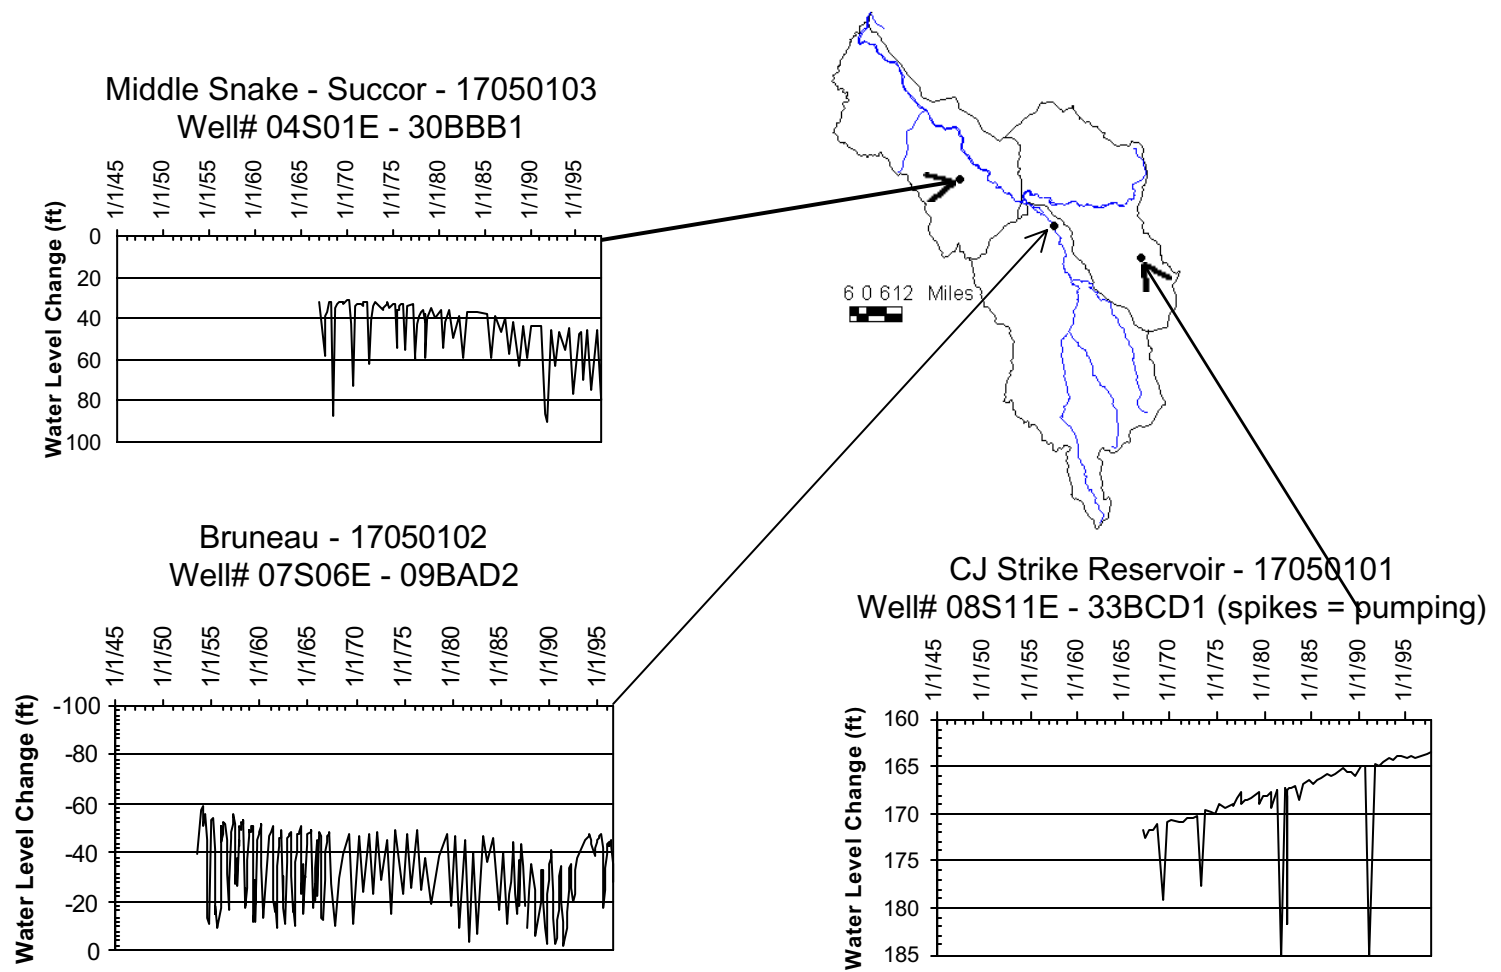 Middle Snake - Succor - 17050103
Well# 04S01E - 30BBB1
1/1/45 1/1/50 1/1/55 1/1/60 1/1/65 1/1/70 1/1/75 1/1/80 1/1/85 1/1/90 1/1/95
Water Level Change (ft)
0
20
40
60
80
100
6 0 6 12 Miles
Bruneau - 17050102
Well# 07S06E - 09BAD2
1/1/45 1/1/50 1/1/55 1/1/60 1/1/65 1/1/70 1/1/75 1/1/80 1/1/85 1/1/90 1/1/95
Water Level Change (ft)
-100
-80
-60
-40
-20
0
CJ Strike Reservoir - 17050101
Well# 08S11E - 33BCD1 (spikes = pumping)
1/1/45 1/1/50 1/1/55 1/1/60 1/1/65 1/1/70 1/1/75 1/1/80 1/1/85 1/1/90 1/1/95
Water Level Change (ft)
160
165
170
175
180
185